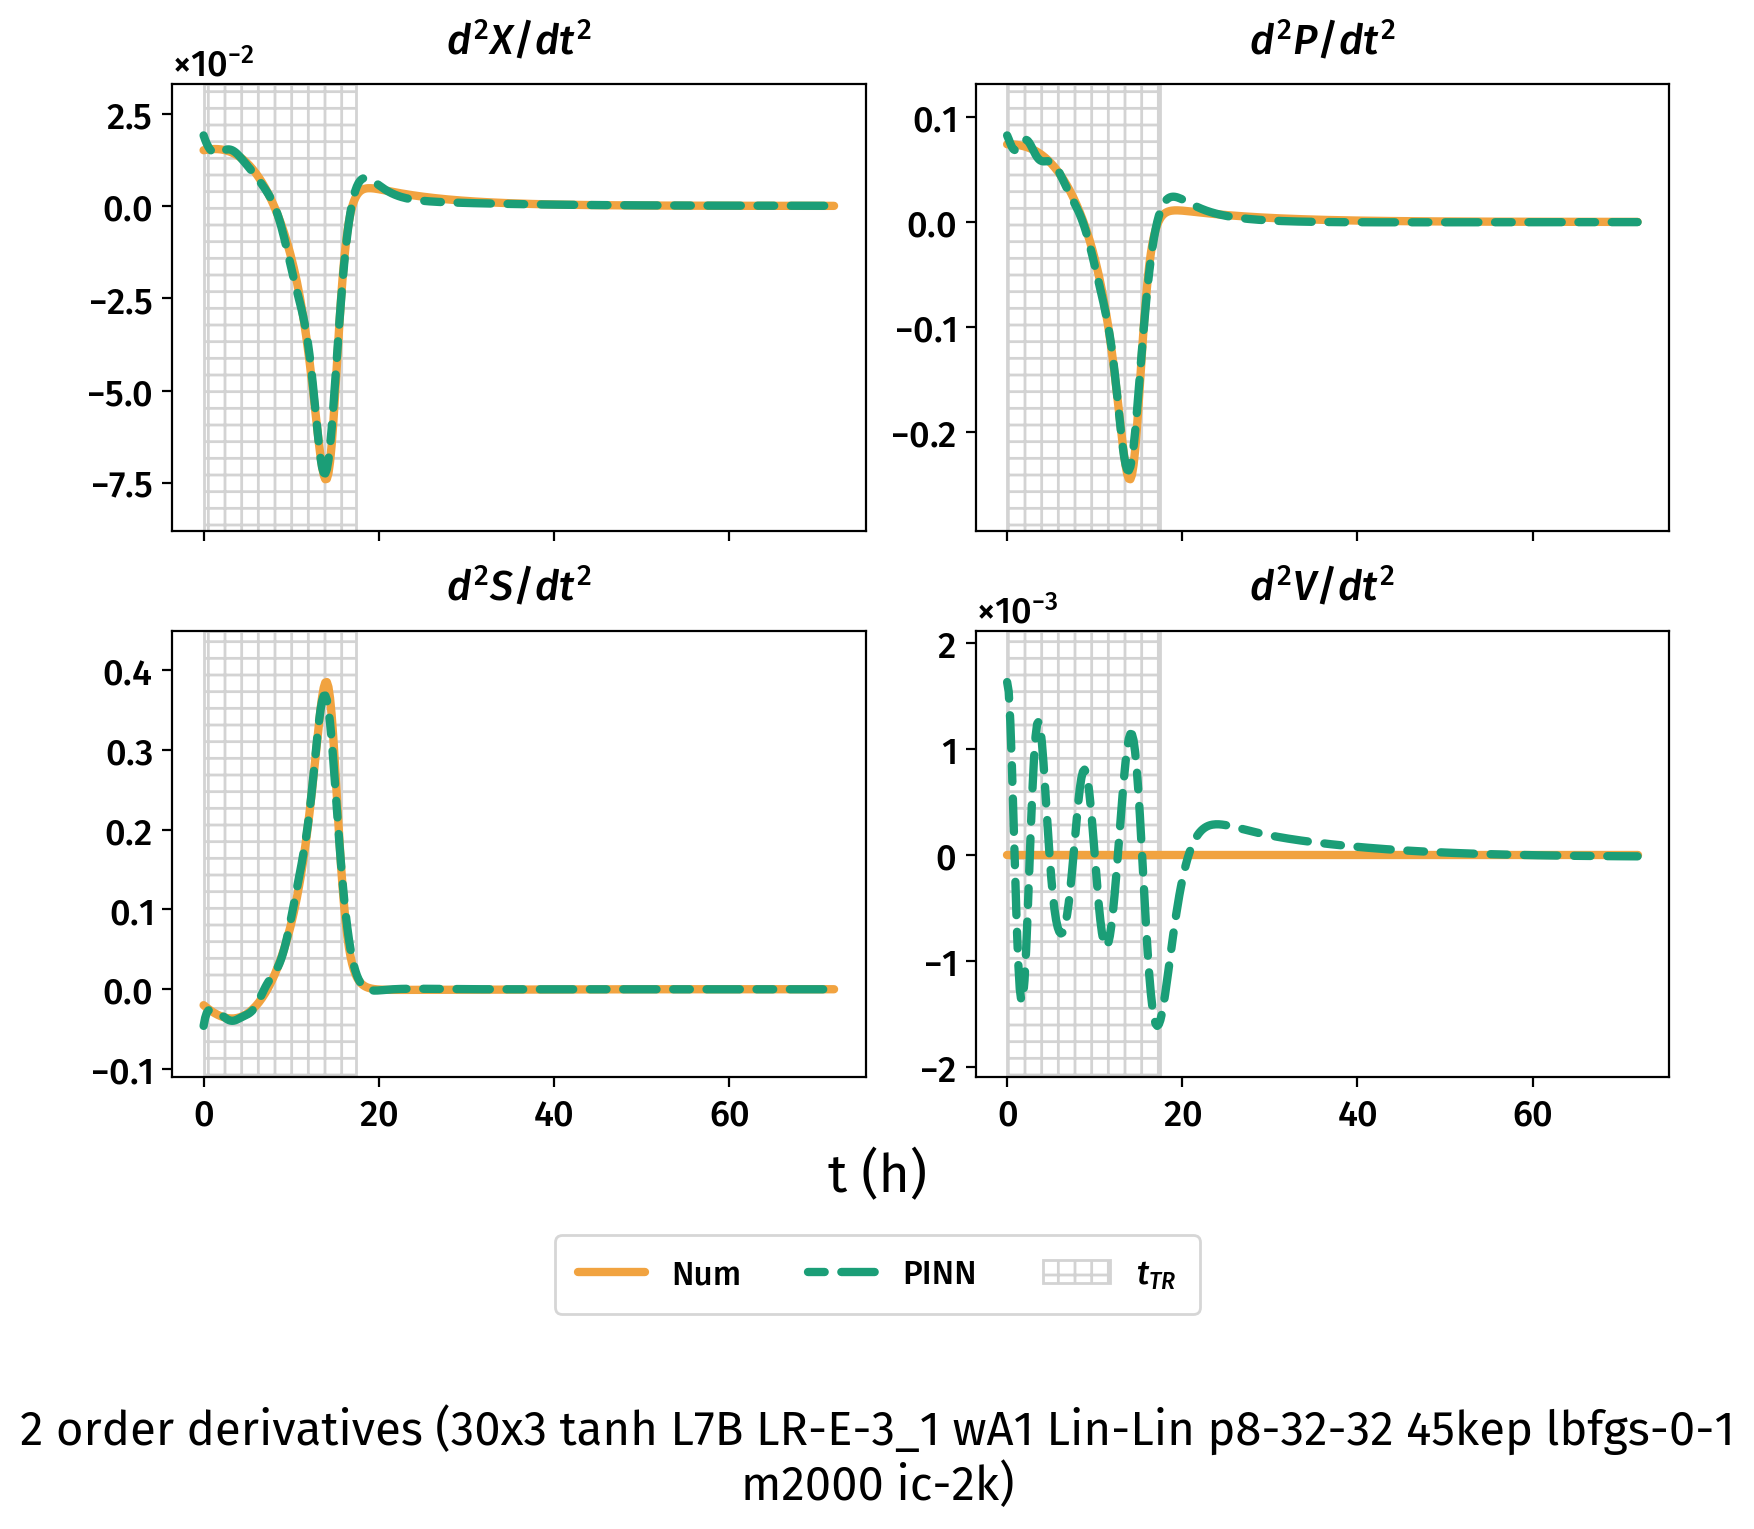 d²X/dt²
×10⁻²
2.5
0.0
−2.5
−5.0
−7.5
d²P/dt²
0.1
0.0
−0.1
−0.2
d²S/dt²
0.4
0.3
0.2
0.1
0.0
−0.1
0 20 40 60
d²V/dt²
×10⁻³
2
1
0
−1
−2
0 20 40 60
t (h)
Num PINN t_TR
2 order derivatives (30x3 tanh L7B LR-E-3_1 wA1 Lin-Lin p8-32-32 45kep lbfgs-0-1
m2000 ic-2k)